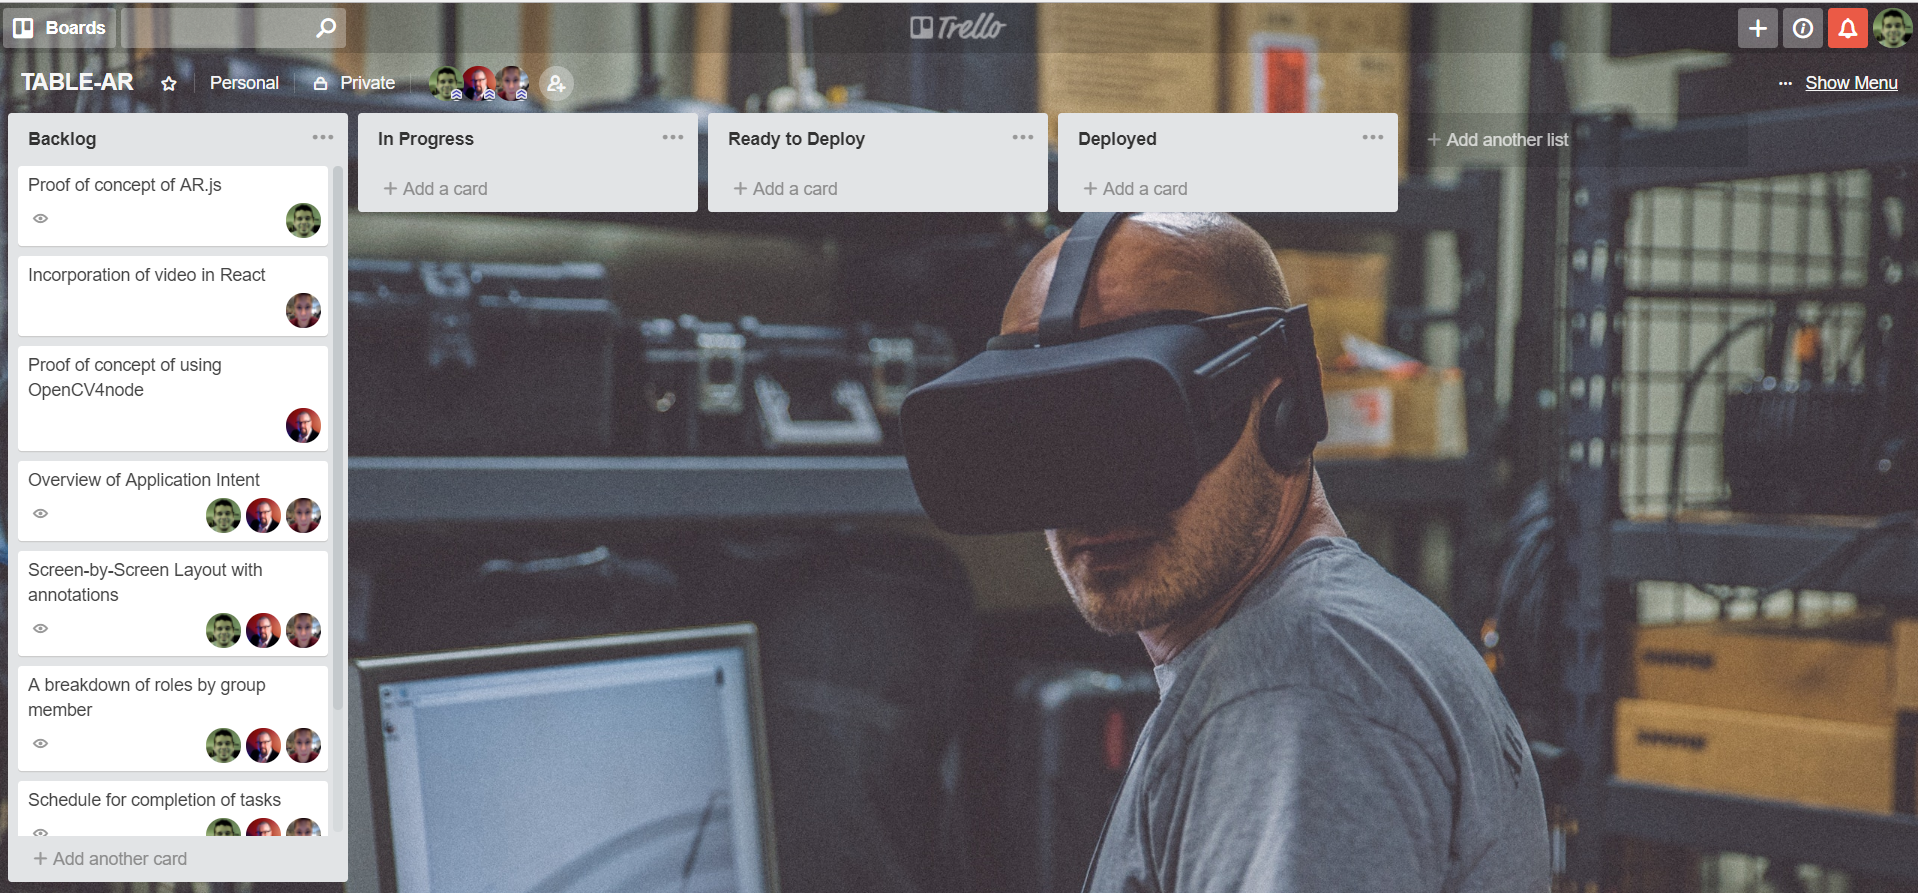 Boards
Trello
TABLE-AR
Personal
Private
Show Menu
Backlog
Proof of concept of AR.js
Incorporation of video in React
Proof of concept of using
OpenCV4node
Overview of Application Intent
Screen-by-Screen Layout with
annotations
A breakdown of roles by group
member
Schedule for completion of tasks
+ Add another card
In Progress
+ Add a card
Ready to Deploy
+ Add a card
Deployed
+ Add a card
+ Add another list